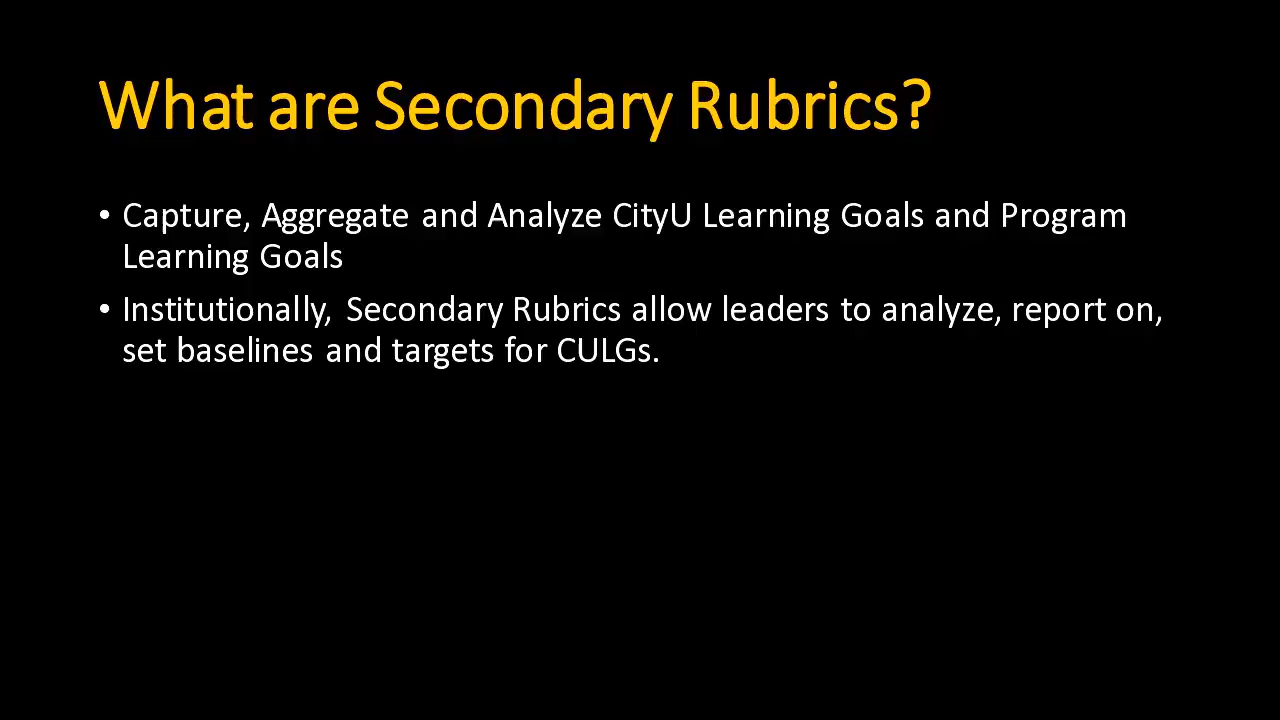 What are Secondary Rubrics?
• Capture, Aggregate and Analyze CityU Learning Goals and Program
Learning Goals
• Institutionally, Secondary Rubrics allow leaders to analyze, report on,
set baselines and targets for CULGs.